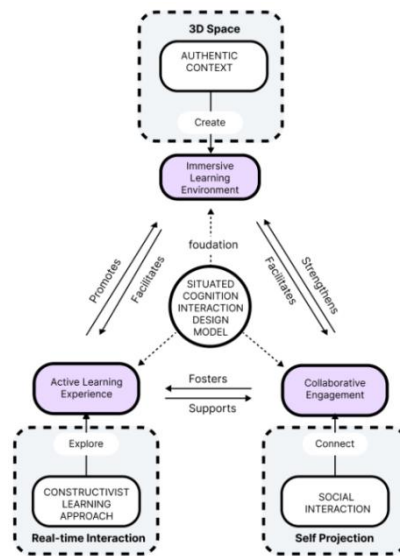 3D Space
AUTHENTIC
CONTEXT
Create
Immersive
Learning
Environment
Promotes
Facilitates
foudation
Facilitates
Strengthens
SITUATED
COGNITION
INTERACTION
DESIGN
MODEL
Active Learning
Experience
Fosters
Supports
Collaborative
Engagement
Explore
CONSTRUCTIVIST
LEARNING
APPROACH
Real-time Interaction
Connect
SOCIAL
INTERACTION
Self Projection